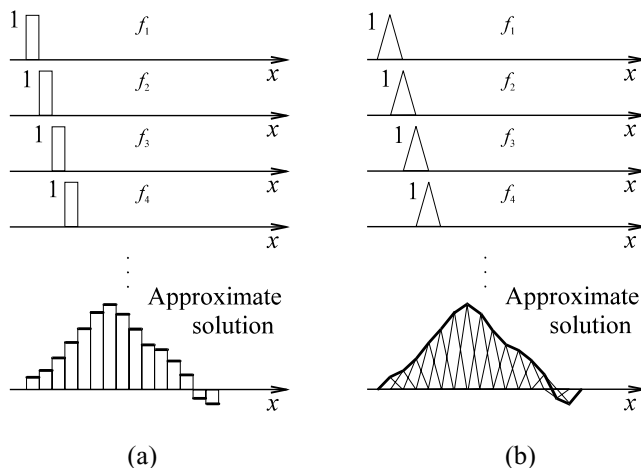 1 f₁
x
1 f₂
x
1 f₃
x
1 f₄
x
Approximate
solution
x
(a)
1 f₁
x
1 f₂
x
1 f₃
x
1 f₄
x
Approximate
solution
x
(b)